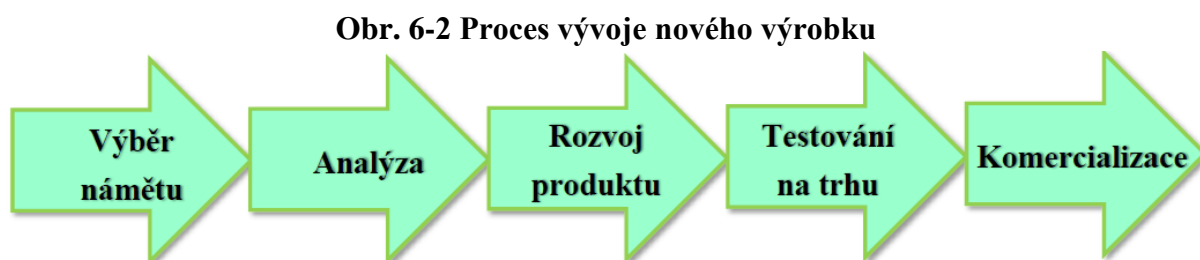 Obr. 6-2 Proces vývoje nového výrobku
Výběr
námětu
Analýza
Rozvoj
produktu
Testování
na trhu
Komercializace